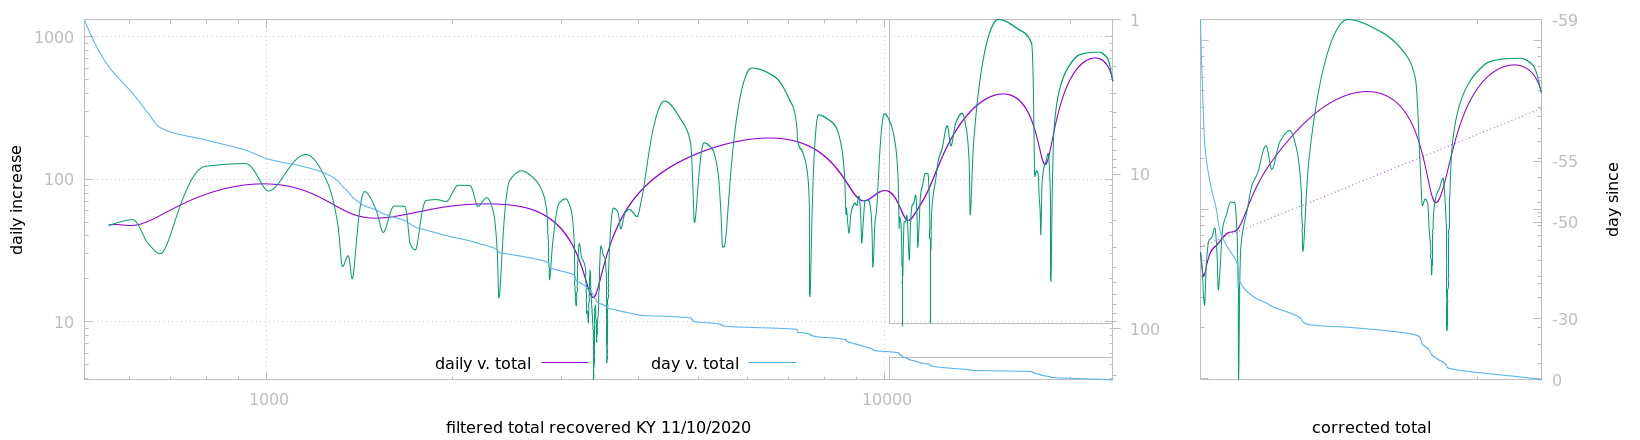 1000
100
10
daily increase
1000
10000
filtered total recovered KY 11/10/2020
daily v. total
day v. total
1
10
100
-59
-55
-50
-30
0
day since
corrected total